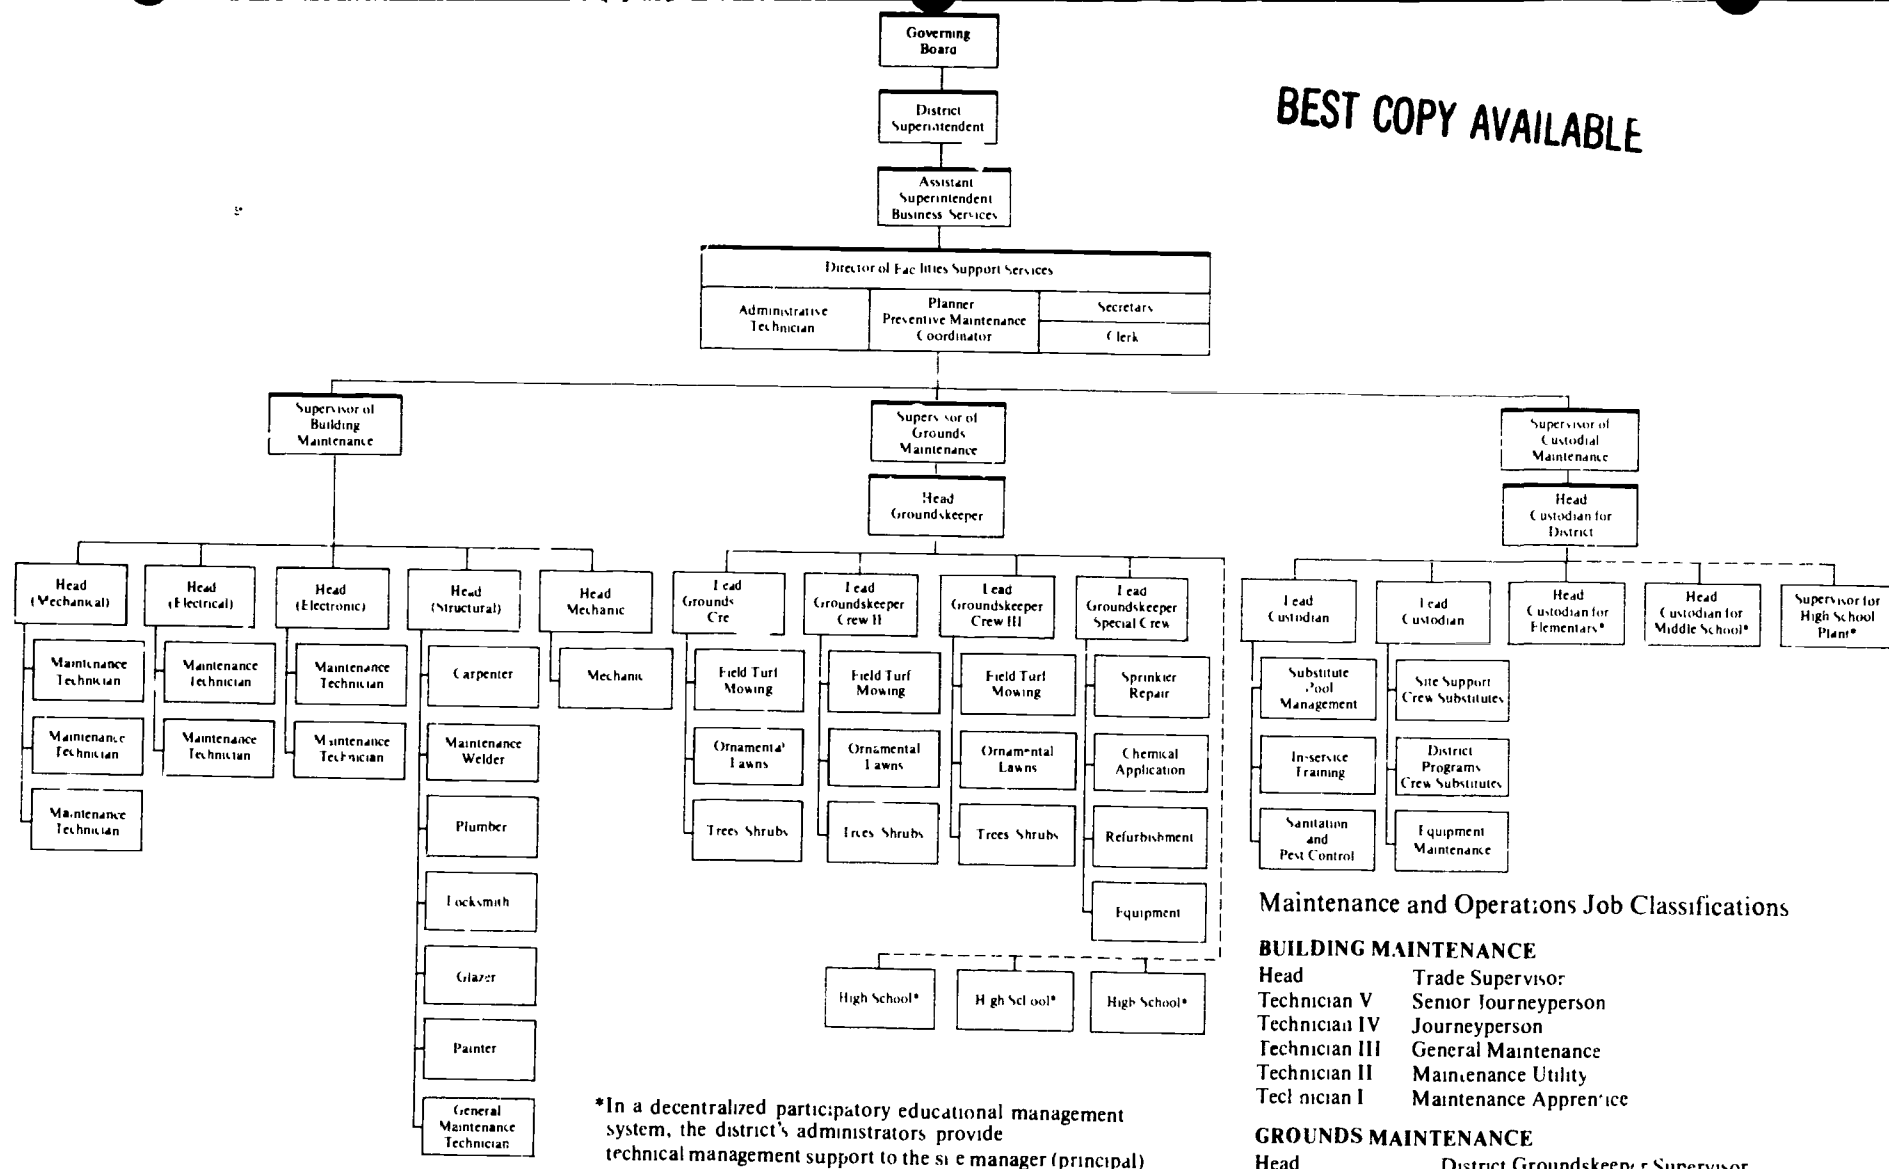 BEST COPY AVAILABLE
Governing
Board
District
Superintendent
Assistant
Superintendent
Business Services
Director of Facilities Support Services
Administrative
Technician
Planner
Preventive Maintenance
Coordinator
Secretary
Clerk
Supervisor of
Building
Maintenance
Supervisor of
Grounds
Maintenance
Supervisor of
Custodial
Maintenance
Head
Groundskeeper
Head
Custodian for
District
Head
(Mechanical)
Head
(Electrical)
Head
(Electronic)
Head
(Structural)
Head
Mechanic
Lead
Grounds
Cre
Lead
Groundskeeper
Crew II
Lead
Groundskeeper
Crew III
Lead
Groundskeeper
Special Crew
Lead
Custodian
Lead
Custodian
Head
Custodian for
Elementary*
Head
Custodian for
Middle School*
Supervisor for
High School
Plant*
Maintenance
Technician
Maintenance
Technician
Maintenance
Technician
Maintenance
Technician
Maintenance
Technician
Maintenance
Technician
Maintenance
Technician
Carpenter
Maintenance
Welder
Plumber
Locksmith
Glazer
Painter
General
Maintenance
Technician
Mechanic
Field Turf
Mowing
Ornamental
Lawns
Trees Shrubs
Field Turf
Mowing
Ornamental
Lawns
Trees Shrubs
Field Turf
Mowing
Ornamental
Lawns
Trees Shrubs
Sprinkler
Repair
Chemical
Application
Refurbishment
Equipment
High School*
High School*
High School*
Substitute
Pool
Management
In-service
Training
Sanitation
and
Pest Control
Site Support
Crew Substitutes
District
Programs
Crew Substitutes
Equipment
Maintenance
*In a decentralized participatory educational management
system, the district's administrators provide
technical management support to the site manager (principal)
Maintenance and Operations Job Classifications
BUILDING MAINTENANCE
Head Trade Supervisor
Technician V Senior Journeyperson
Technician IV Journeyperson
Technician III General Maintenance
Technician II Maintenance Utility
Technician I Maintenance Apprentice
GROUNDS MAINTENANCE
Head District Groundskeeper Supervisor